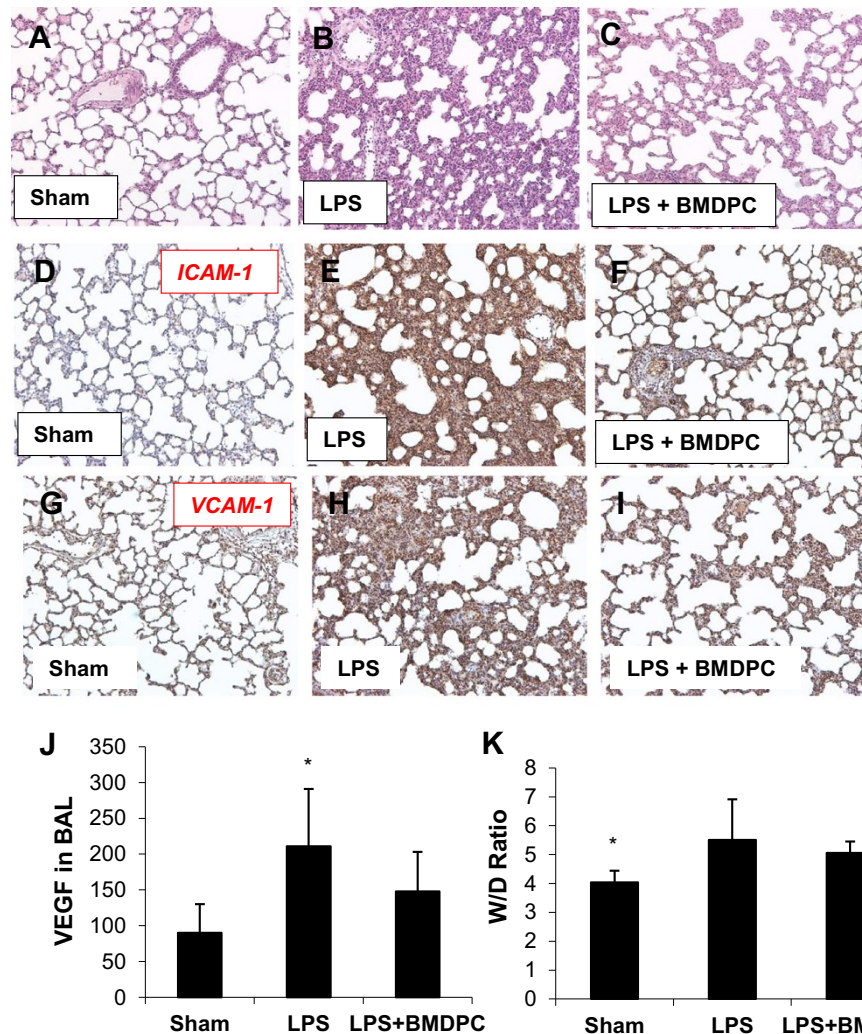 A
B
C
Sham
LPS
LPS + BMDPC
D
ICAM-1
E
F
Sham
LPS
LPS + BMDPC
G
VCAM-1
H
I
Sham
LPS
LPS + BMDPC
J
K
350
300
250
200
150
100
50
0
VEGF in BAL
*
Sham
LPS
LPS+BMDPC
8
7
6
5
4
3
2
1
0
W/D Ratio
*
Sham
LPS
LPS+BM